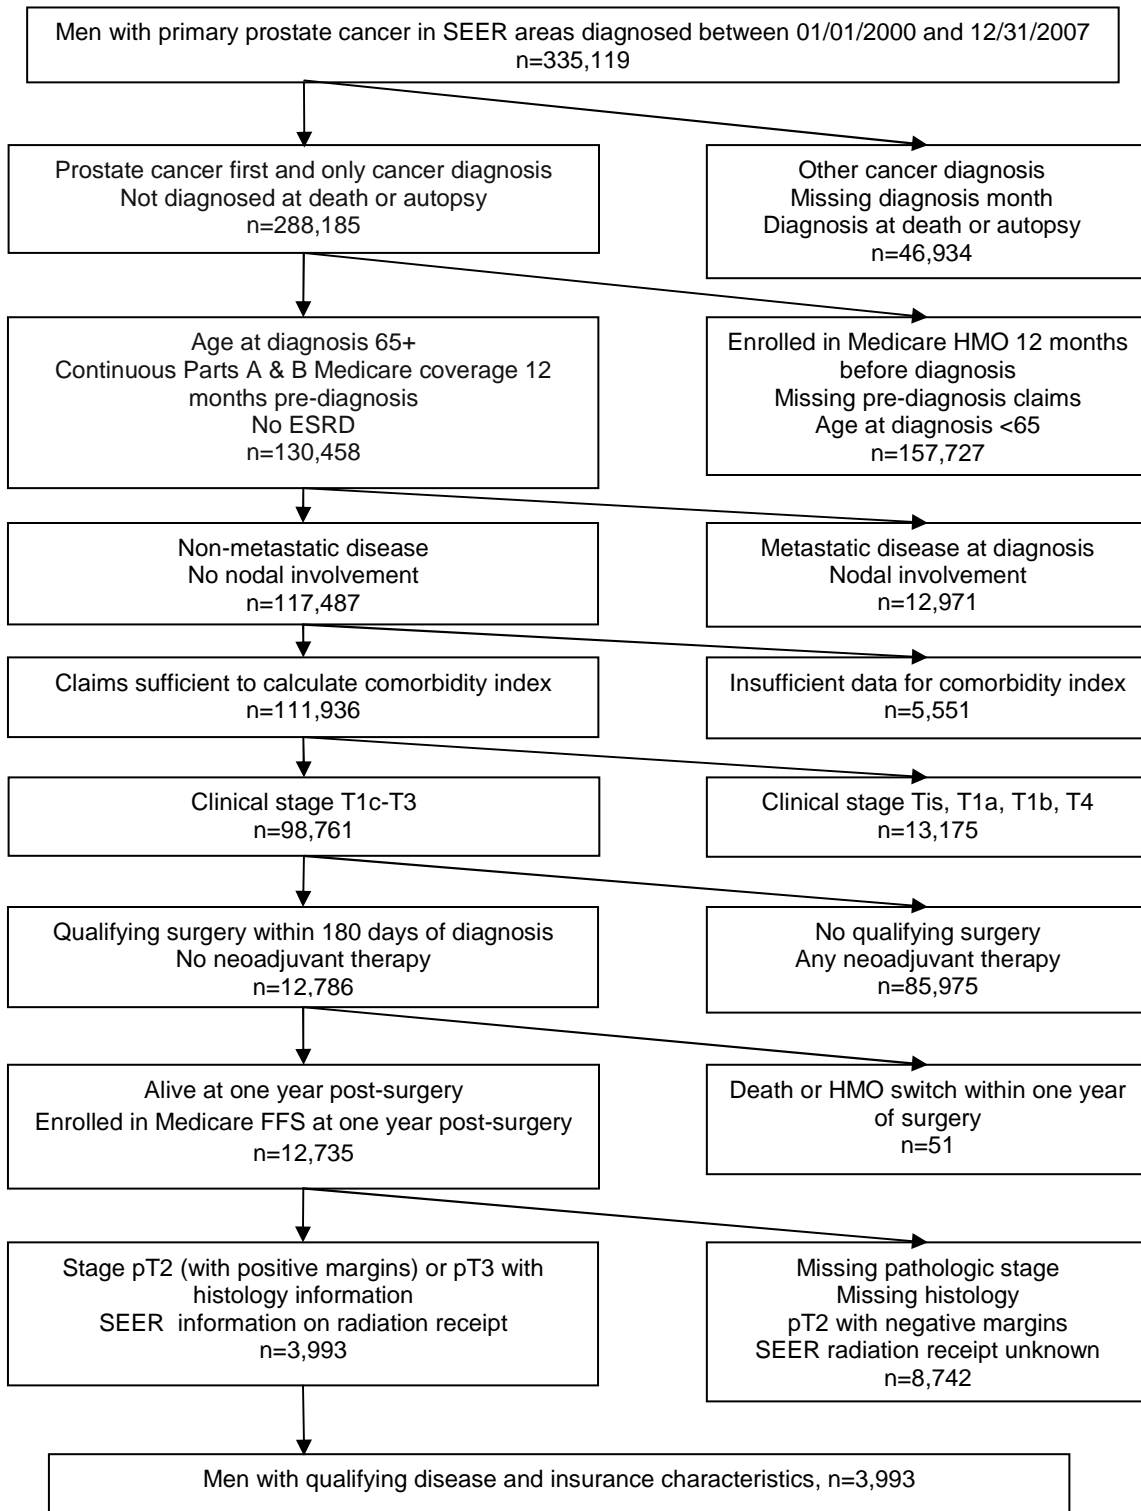 Men with primary prostate cancer in SEER areas diagnosed between 01/01/2000 and 12/31/2007
n=335,119
Prostate cancer first and only cancer diagnosis
Not diagnosed at death or autopsy
n=288,185
Other cancer diagnosis
Missing diagnosis month
Diagnosis at death or autopsy
n=46,934
Age at diagnosis 65+
Continuous Parts A & B Medicare coverage 12
months pre-diagnosis
No ESRD
n=130,458
Enrolled in Medicare HMO 12 months
before diagnosis
Missing pre-diagnosis claims
Age at diagnosis <65
n=157,727
Non-metastatic disease
No nodal involvement
n=117,487
Metastatic disease at diagnosis
Nodal involvement
n=12,971
Claims sufficient to calculate comorbidity index
n=111,936
Insufficient data for comorbidity index
n=5,551
Clinical stage T1c-T3
n=98,761
Clinical stage Tis, T1a, T1b, T4
n=13,175
Qualifying surgery within 180 days of diagnosis
No neoadjuvant therapy
n=12,786
No qualifying surgery
Any neoadjuvant therapy
n=85,975
Alive at one year post-surgery
Enrolled in Medicare FFS at one year post-surgery
n=12,735
Death or HMO switch within one year
of surgery
n=51
Stage pT2 (with positive margins) or pT3 with
histology information
SEER information on radiation receipt
n=3,993
Missing pathologic stage
Missing histology
pT2 with negative margins
SEER radiation receipt unknown
n=8,742
Men with qualifying disease and insurance characteristics, n=3,993